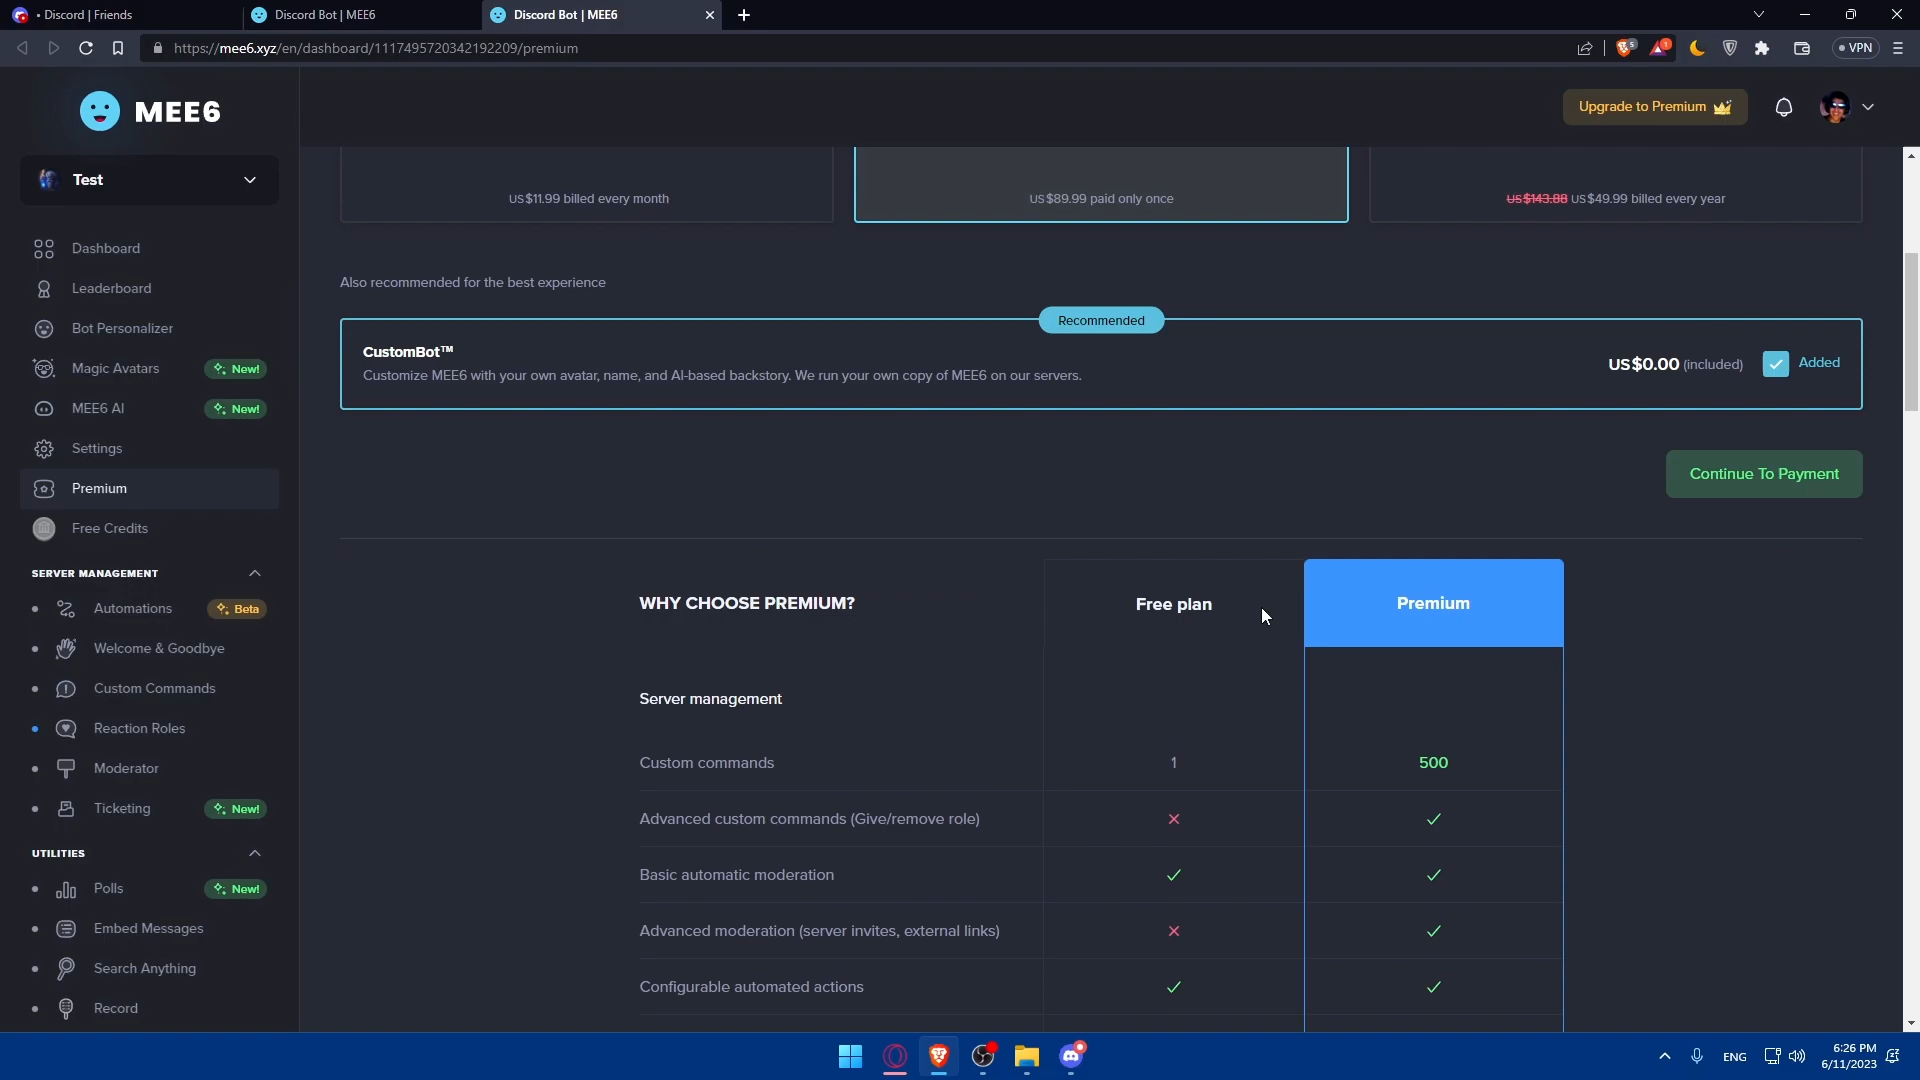 • Discord | Friends
Discord Bot | MEE6
Discord Bot | MEE6
https://mee6.xyz/en/dashboard/1117495720342192209/premium
5
1
VPN
MEE6
Upgrade to Premium
Test
US$11.99 billed every month
US$89.99 paid only once
US$143.88 US$49.99 billed every year
Dashboard
Leaderboard
Bot Personalizer
Magic Avatars New!
MEE6 AI New!
Settings
Premium
Free Credits
SERVER MANAGEMENT
Automations Beta
Welcome & Goodbye
Custom Commands
Reaction Roles
Moderator
Ticketing New!
UTILITIES
Polls New!
Embed Messages
Search Anything
Record
Also recommended for the best experience
Recommended
CustomBot™
Customize MEE6 with your own avatar, name, and AI-based backstory. We run your own copy of MEE6 on our servers.
US$0.00 (included)
Added
Continue To Payment
WHY CHOOSE PREMIUM?
Free plan
Premium
Server management
Custom commands 1 500
Advanced custom commands (Give/remove role)
Basic automatic moderation
Advanced moderation (server invites, external links)
Configurable automated actions
ENG
6:26 PM
6/11/2023